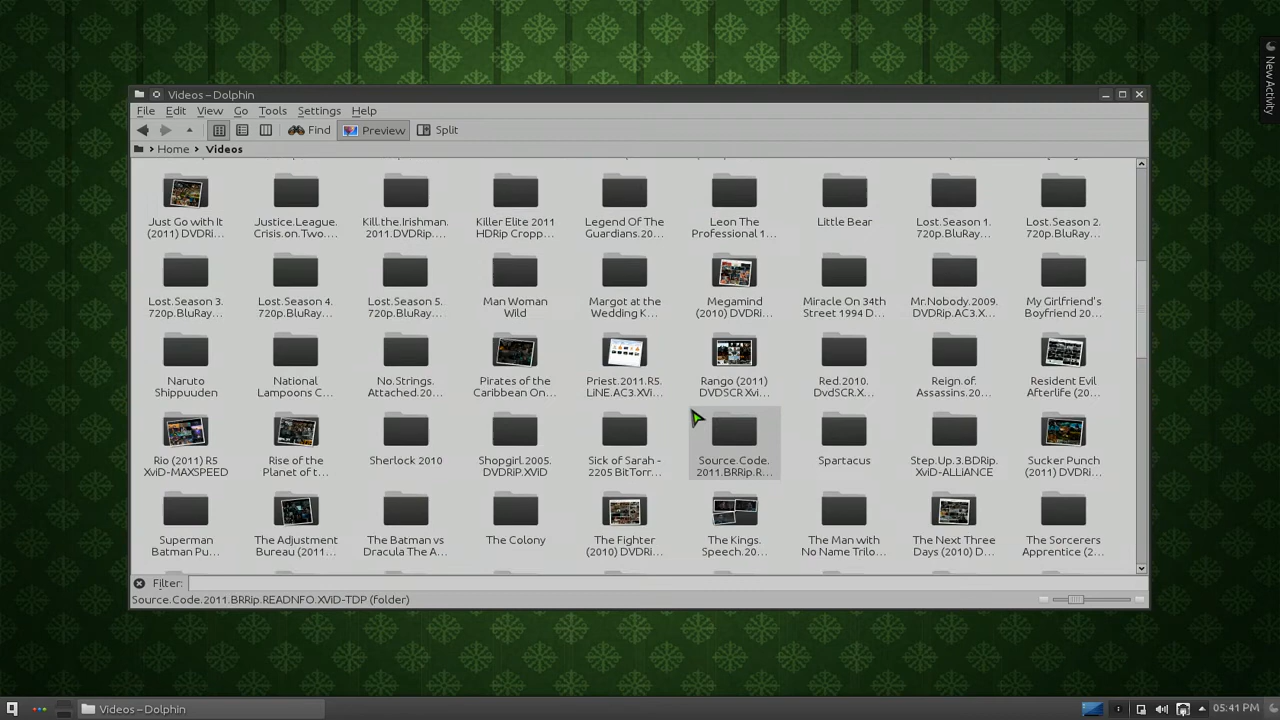 New Activity
Videos – Dolphin
File Edit View Go Tools Settings Help
Find Preview Split
Home Videos
Just Go with It Justice.League. Kill.the.Irishman. Killer Elite 2011 Legend Of The Leon The Little Bear Lost.Season 1. Lost.Season 2.
(2011) DVDRi... Crisis.on.Two.... 2011.DVDRip.... HDRip Cropp... Guardians.20... Professional 1... 720p.BluRay... 720p.BluRay...
Lost.Season 3. Lost.Season 4. Lost.Season 5. Man Woman Margot at the Megamind Miracle On 34th Mr.Nobody.2009. My Girlfriend's
720p.BluRay... 720p.BluRay... 720p.BluRay... Wild Wedding K... (2010) DVDRi... Street 1994 D... DVDRip.AC3.X... Boyfriend 20...
Naruto National No.Strings. Pirates of the Priest.2011.R5. Rango (2011) Red.2010. Reign.of. Resident Evil
Shippuuden Lampoons C... Attached.20... Caribbean On... LiNE.AC3.XVi... DVDSCR Xvi... DvdSCR.X... Assassins.20... Afterlife (20...
Rio (2011) R5 Rise of the Sherlock 2010 Shopgirl.2005. Sick of Sarah - Source.Code. Spartacus Step.Up.3.BDRip. Sucker Punch
XviD-MAXSPEED Planet of t... DVDRiP.XViD 2205 BitTorr... 2011.BRRip.R... XviD-ALLiANCE (2011) DVDRi...
Superman The Adjustment The Batman vs The Colony The Fighter The.Kings. The Man with The Next Three The Sorcerers
Batman Pu... Bureau (2011... Dracula The A... (2010) DVDRi... Speech.20... No Name Trilo... Days (2010) D... Apprentice (2...
Filter:
Source.Code.2011.BRRip.READNFO.XViD-TDP (folder)
Videos – Dolphin
05:41 PM